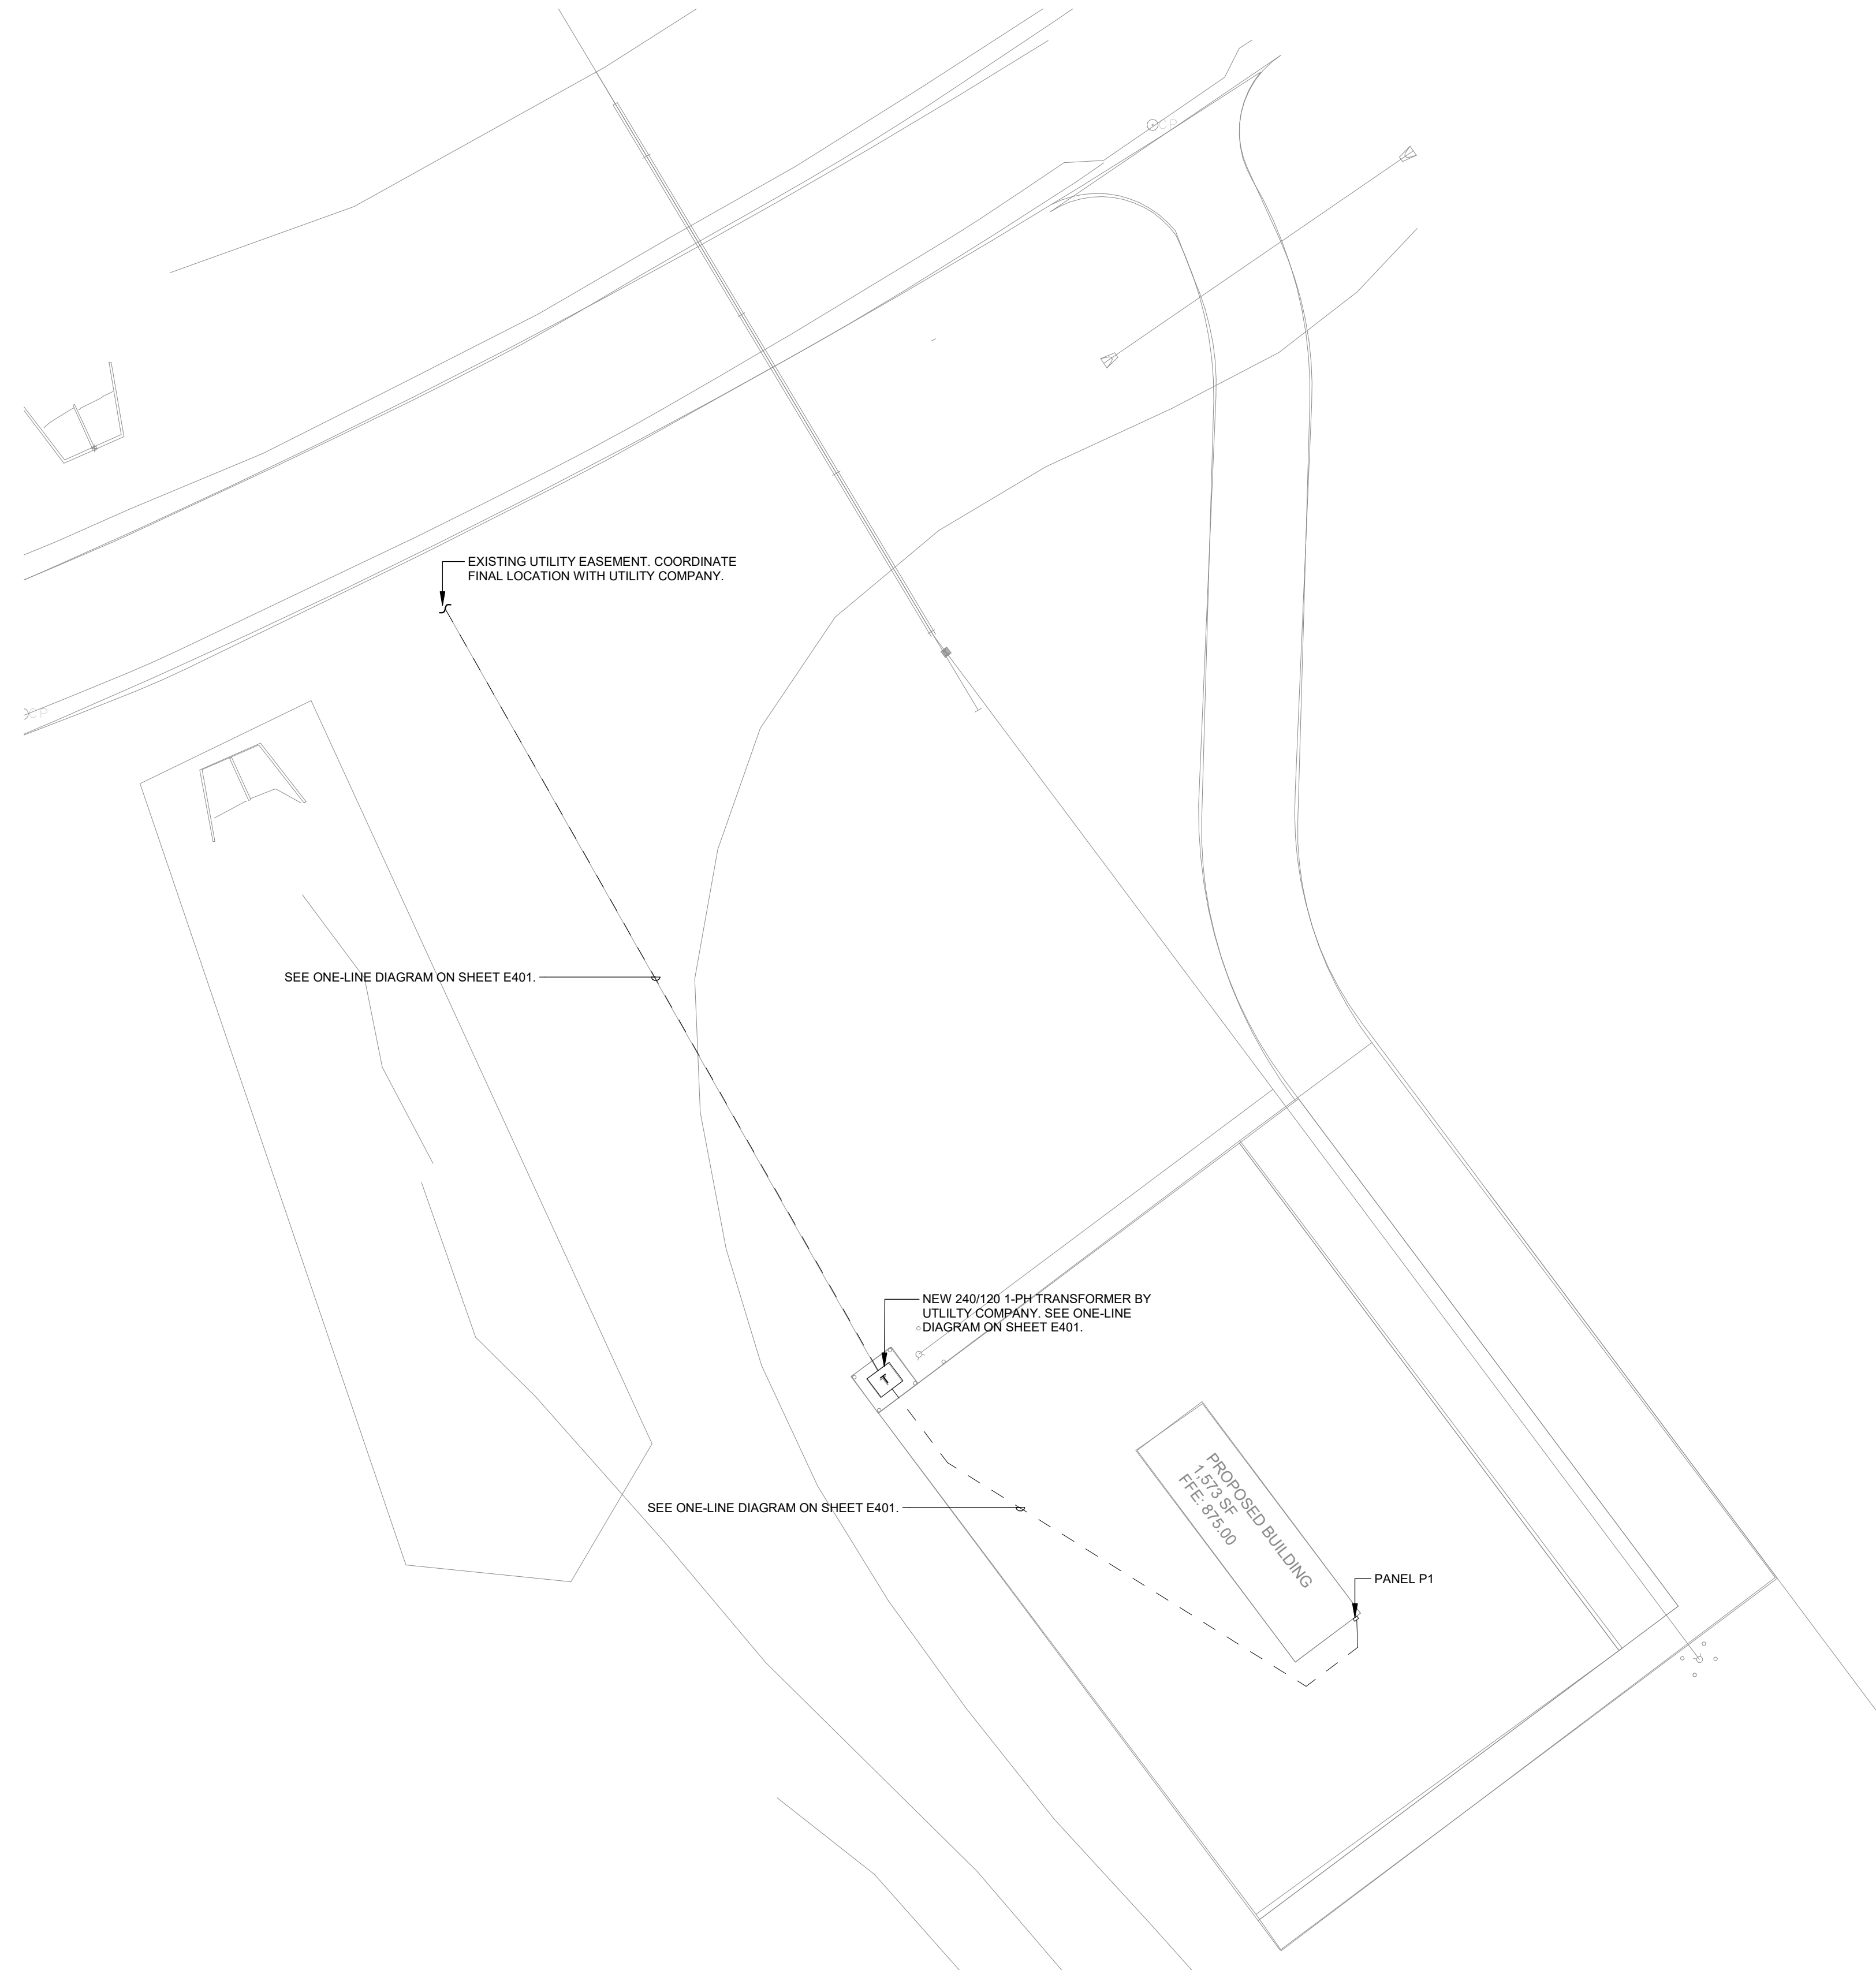 CP
EXISTING UTILITY EASEMENT. COORDINATE
FINAL LOCATION WITH UTILITY COMPANY.
CP
SEE ONE-LINE DIAGRAM ON SHEET E401.
NEW 240/120 1-PH TRANSFORMER BY
UTLILTY COMPANY. SEE ONE-LINE
DIAGRAM ON SHEET E401.
T
PROPOSED BUILDING
1,573 SF
FFE: 875.00
SEE ONE-LINE DIAGRAM ON SHEET E401.
PANEL P1